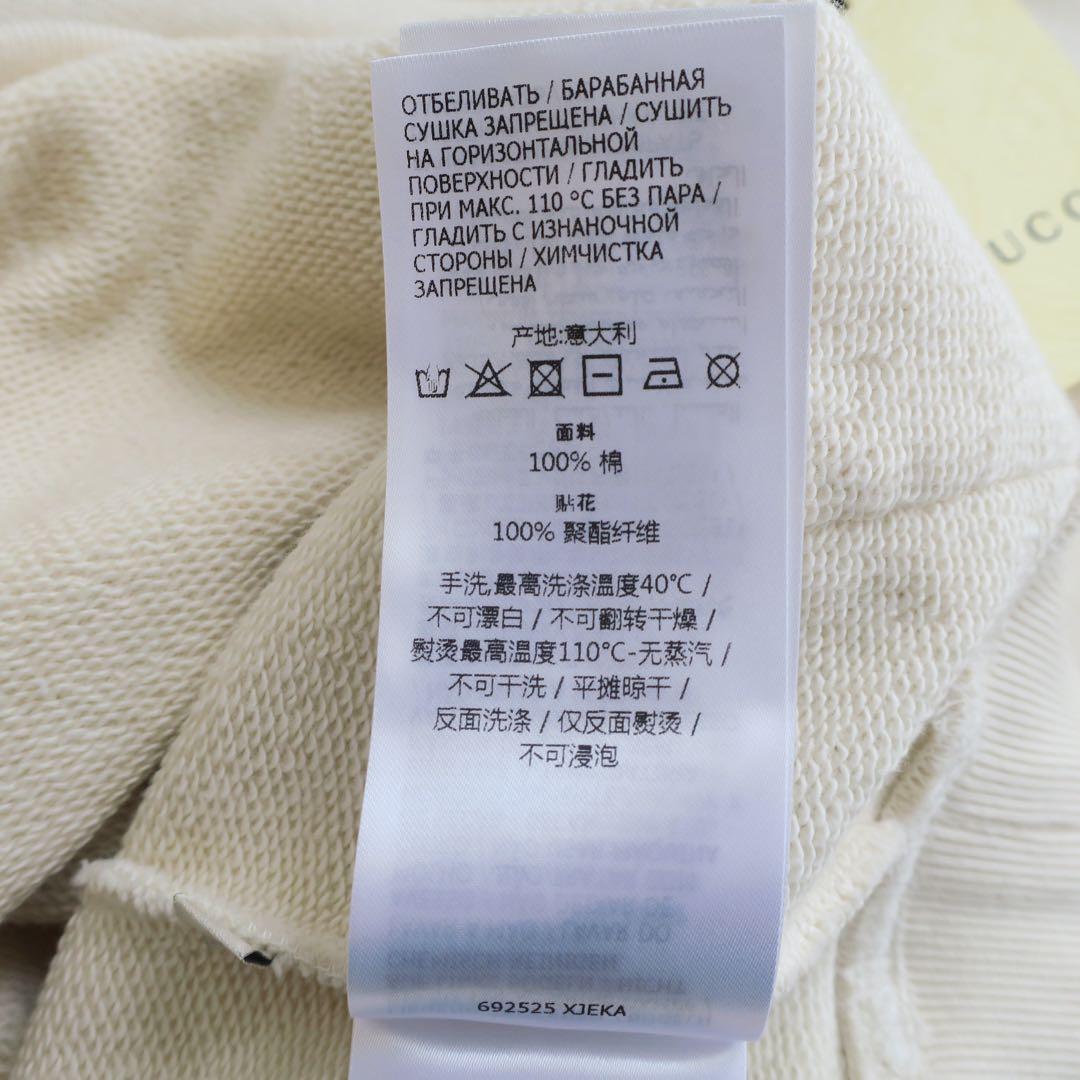 ОТБЕЛИВАТЬ / БАРАБАННАЯ
СУШКА ЗАПРЕЩЕНА / СУШИТЬ
НА ГОРИЗОНТАЛЬНОЙ
ПОВЕРХНОСТИ / ГЛАДИТЬ
ПРИ МАКС. 110 °C БЕЗ ПАРА /
ГЛАДИТЬ С ИЗНАНОЧНОЙ
СТОРОНЫ / ХИМЧИСТКА
ЗАПРЕЩЕНА
产地:意大利
面料
100% 棉
贴花
100% 聚酯纤维
手洗,最高洗涤温度40℃ /
不可漂白 / 不可翻转干燥 /
熨烫最高温度110℃-无蒸汽 /
不可干洗 / 平摊晾干 /
反面洗涤 / 仅反面熨烫 /
不可浸泡
692525 XJEKA
UCC